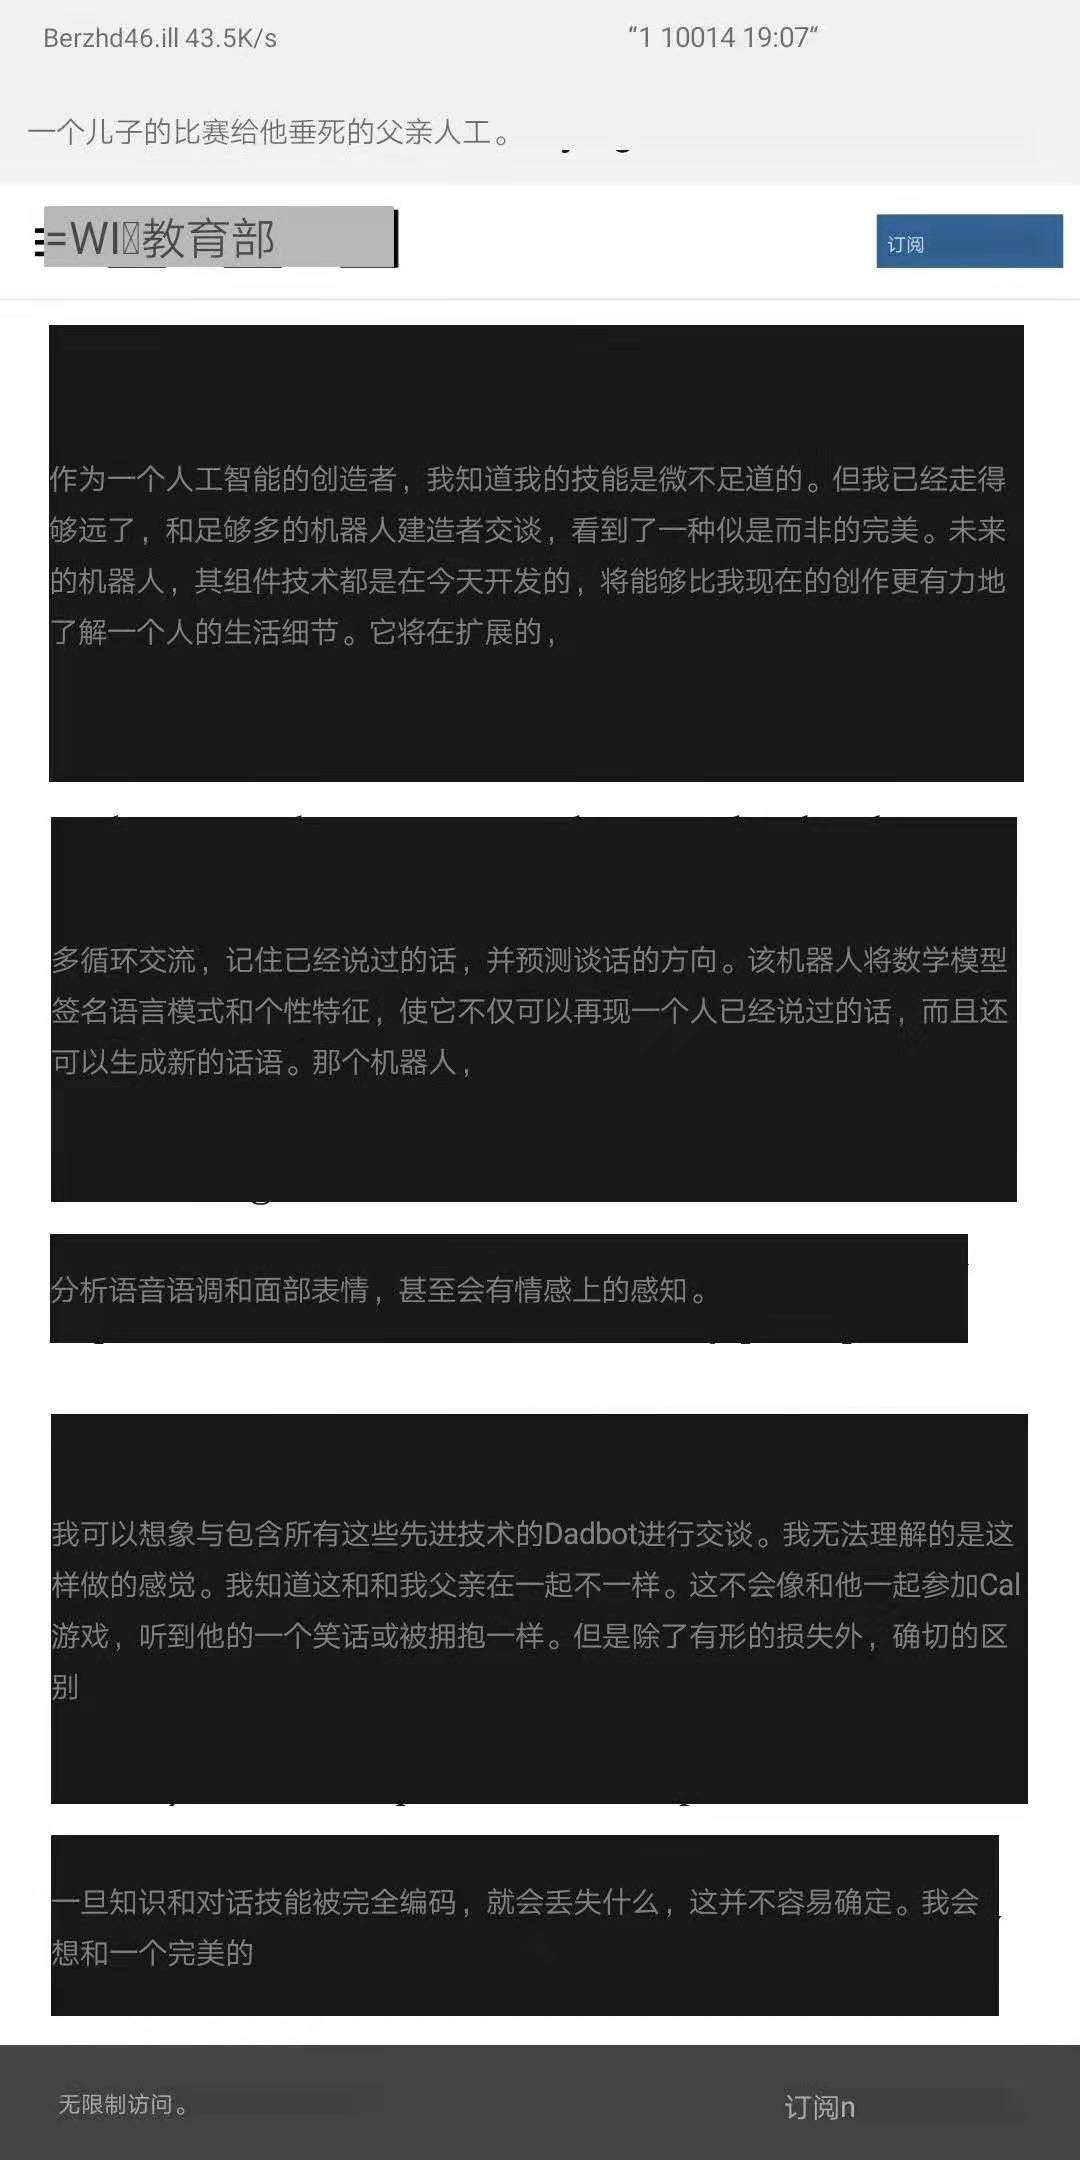 Berzhd46.ill 43.5K/s
“1 10014 19:07“
一个儿子的比赛给他垂死的父亲人工。
=WI教育部
订阅
作为一个人工智能的创造者，我知道我的技能是微不足道的。但我已经走得
够远了，和足够多的机器人建造者交谈，看到了一种似是而非的完美。未来
的机器人，其组件技术都是在今天开发的，将能够比我现在的创作更有力地
了解一个人的生活细节。它将在扩展的，
多循环交流，记住已经说过的话，并预测谈话的方向。该机器人将数学模型
签名语言模式和个性特征，使它不仅可以再现一个人已经说过的话，而且还
可以生成新的话语。那个机器人，
分析语音语调和面部表情，甚至会有情感上的感知。
我可以想象与包含所有这些先进技术的Dadbot进行交谈。我无法理解的是这
样做的感觉。我知道这和和我父亲在一起不一样。这不会像和他一起参加Cal
游戏，听到他的一个笑话或被拥抱一样。但是除了有形的损失外，确切的区
别
一旦知识和对话技能被完全编码，就会丢失什么，这并不容易确定。我会
想和一个完美的
无限制访问。
订阅n